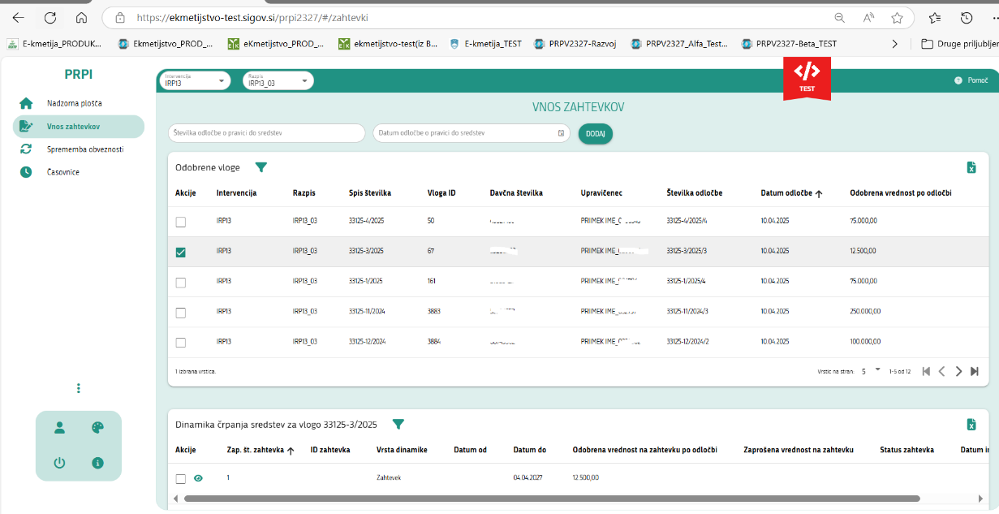 https://ekmetijstvo-test.sigov.si/prpi2327/#/zahtevki
E-kmetija_PRODUK... Ekmetijstvo_PROD_... eKmetijstvo_PROD_... ekmetijstvo-test(iz B... E-kmetija_TEST PRPV2327-Razvoj PRPV2327_Alfa_Test... PRPV2327-Beta_TEST Druge priljubljen
PRPI
Intervencija
IRP13
Razpis
IRP13_03
TEST
Pomoč
Nadzorna plošča
Vnos zahtevkov
Sprememba obveznosti
Časovnice
VNOS ZAHTEVKOV
Številka odločbe o pravici do sredstev
Datum odločbe o pravici do sredstev
DODAJ
Odobrene vloge
Akcije Intervencija Razpis Spis številka Vloga ID Davčna številka Upravičenec Številka odločbe Datum odločbe Odobrena vrednost po odločbi
IRP13 IRP13_03 33125-4/2025 50 PRIIMEK IME_ 33125-4/2025/4 10.04.2025 75.000,00
IRP13 IRP13_03 33125-3/2025 67 PRIIMEK IME_ 33125-3/2025/3 10.04.2025 12.500,00
IRP13 IRP13_03 33125-1/2025 161 PRIIMEK IME_ 33125-1/2025/4 10.04.2025 75.000,00
IRP13 IRP13_03 33125-11/2024 3883 PRIIMEK IME_ 33125-11/2024/3 10.04.2025 250.000,00
IRP13 IRP13_03 33125-12/2024 3884 PRIIMEK IME_ 33125-12/2024/2 10.04.2025 100.000,00
1 izbrana vrstica.
Vrstic na stran: 5 1-5 od 12
Dinamika črpanja sredstev za vlogo 33125-3/2025
Akcije Zap. št. zahtevka ID zahtevka Vrsta dinamike Datum od Datum do Odobrena vrednost na zahtevku po odločbi Zaprošena vrednost na zahtevku Status zahtevka Datum i
1 Zahtevek 04.04.2027 12.500,00